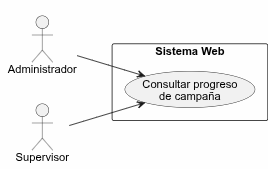 Sistema Web
Administrador
Consultar progreso
de campaña
Supervisor